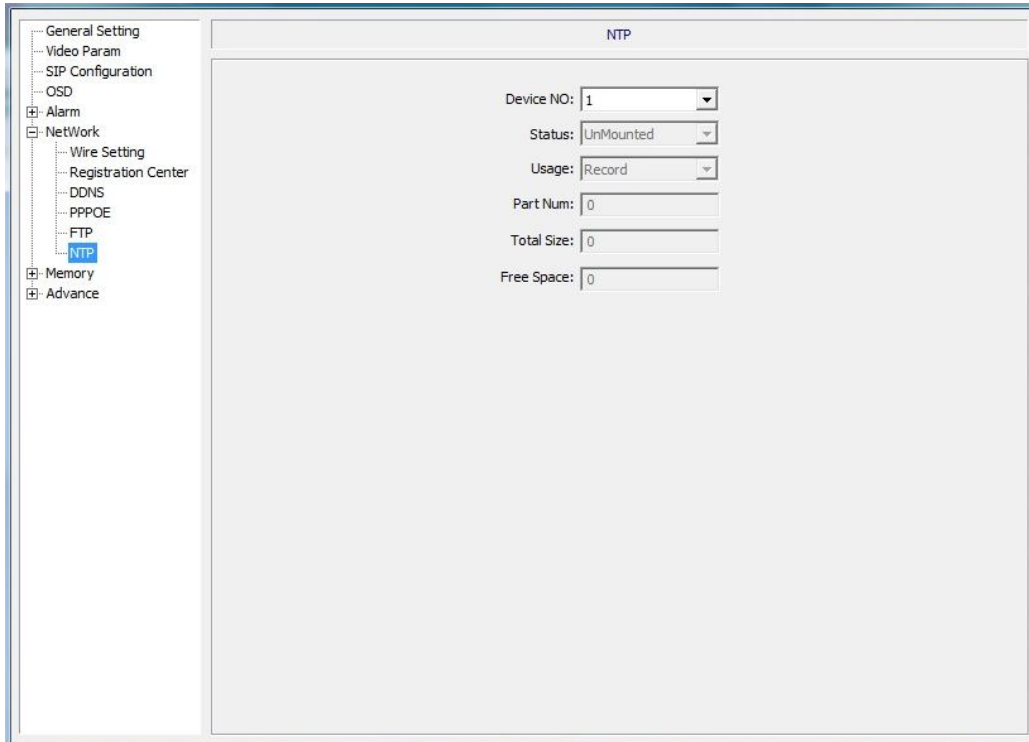 General Setting
Video Param
SIP Configuration
OSD
Alarm
NetWork
Wire Setting
Registration Center
DDNS
PPPOE
FTP
NTP
Memory
Advance
NTP
Device NO: 1
Status: UnMounted
Usage: Record
Part Num: 0
Total Size: 0
Free Space: 0